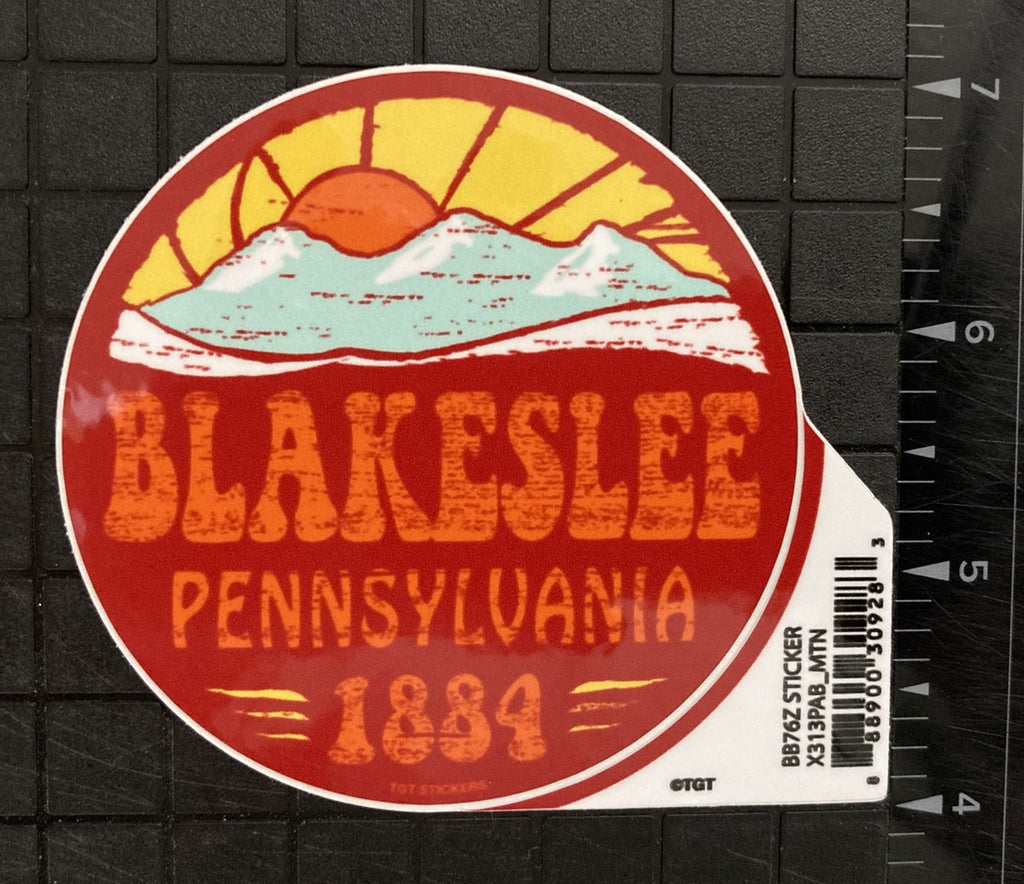 BLAKESLEE
PENNSYLVANIA
1884
TGT STICKERS
BB76Z STICKER
X313PAB_MTN
8 88900 30928 3
©TGT
7
6
5
4